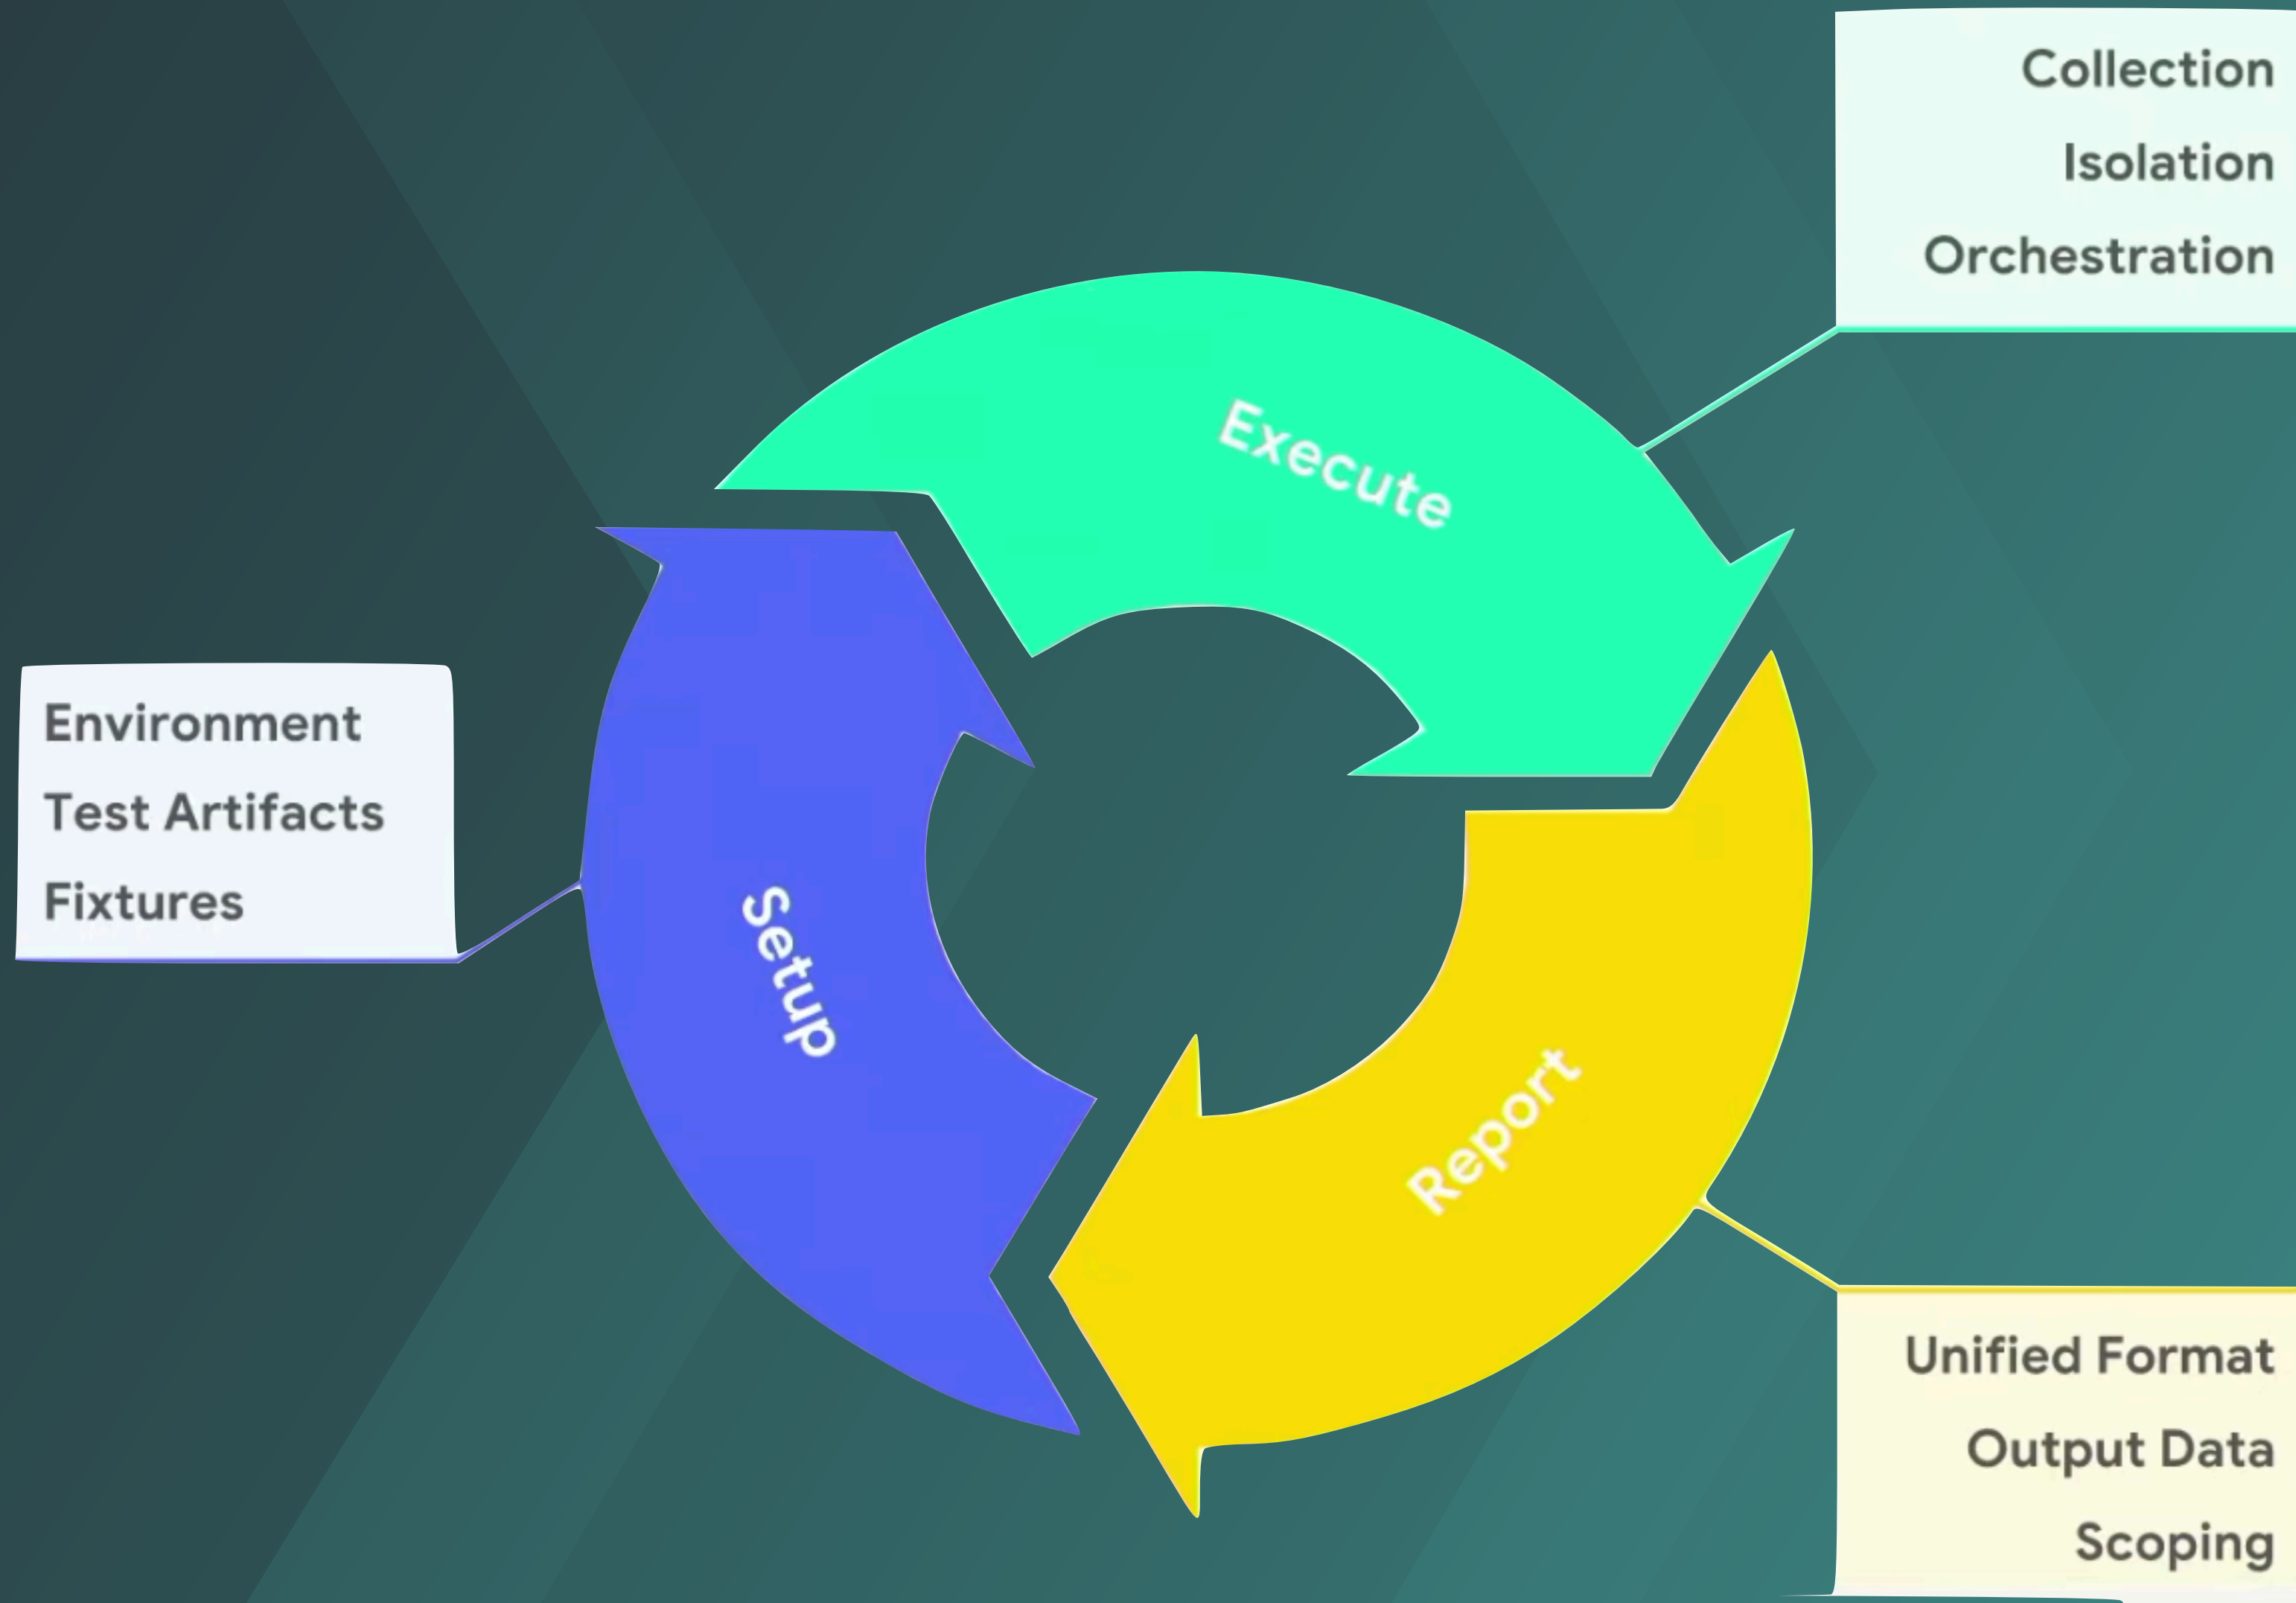 Collection
Isolation
Orchestration
Execute
Environment
Test Artifacts
Fixtures
Setup
Report
Unified Format
Output Data
Scoping